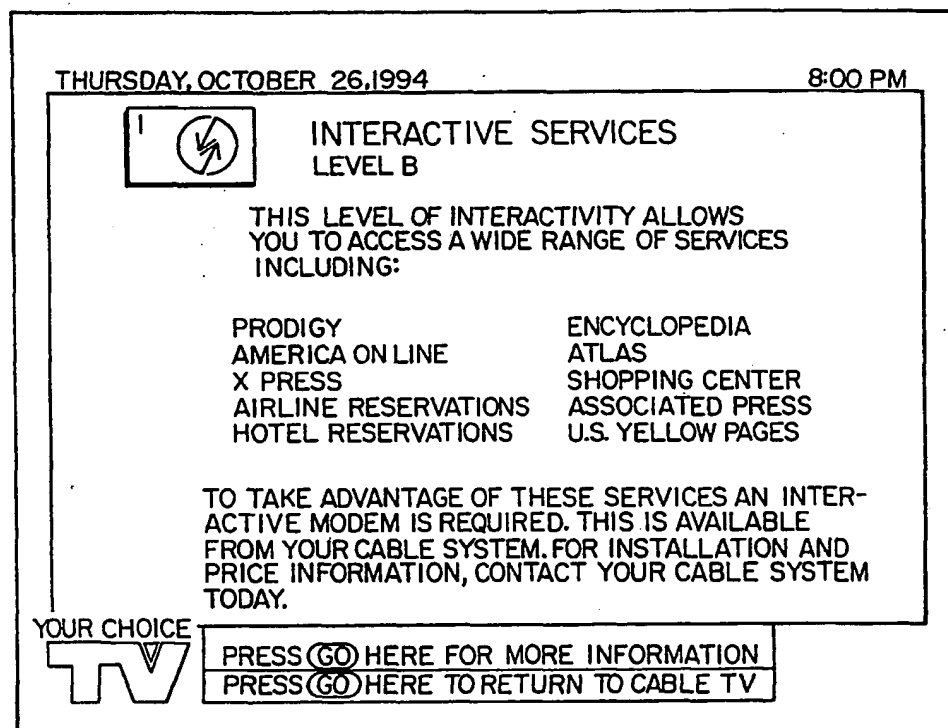 THURSDAY, OCTOBER 26,1994 8:00 PM
1
INTERACTIVE SERVICES
LEVEL B
THIS LEVEL OF INTERACTIVITY ALLOWS
YOU TO ACCESS A WIDE RANGE OF SERVICES
INCLUDING:
PRODIGY ENCYCLOPEDIA
AMERICA ON LINE ATLAS
X PRESS SHOPPING CENTER
AIRLINE RESERVATIONS ASSOCIATED PRESS
HOTEL RESERVATIONS U.S. YELLOW PAGES
TO TAKE ADVANTAGE OF THESE SERVICES AN INTER-
ACTIVE MODEM IS REQUIRED. THIS IS AVAILABLE
FROM YOUR CABLE SYSTEM. FOR INSTALLATION AND
PRICE INFORMATION, CONTACT YOUR CABLE SYSTEM
TODAY.
YOUR CHOICE
TV
PRESS GO HERE FOR MORE INFORMATION
PRESS GO HERE TO RETURN TO CABLE TV